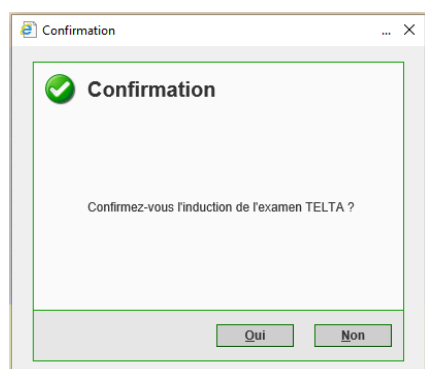 Confirmation
... ×
Confirmation
Confirmez-vous l'induction de l'examen TELTA ?
Oui
Non